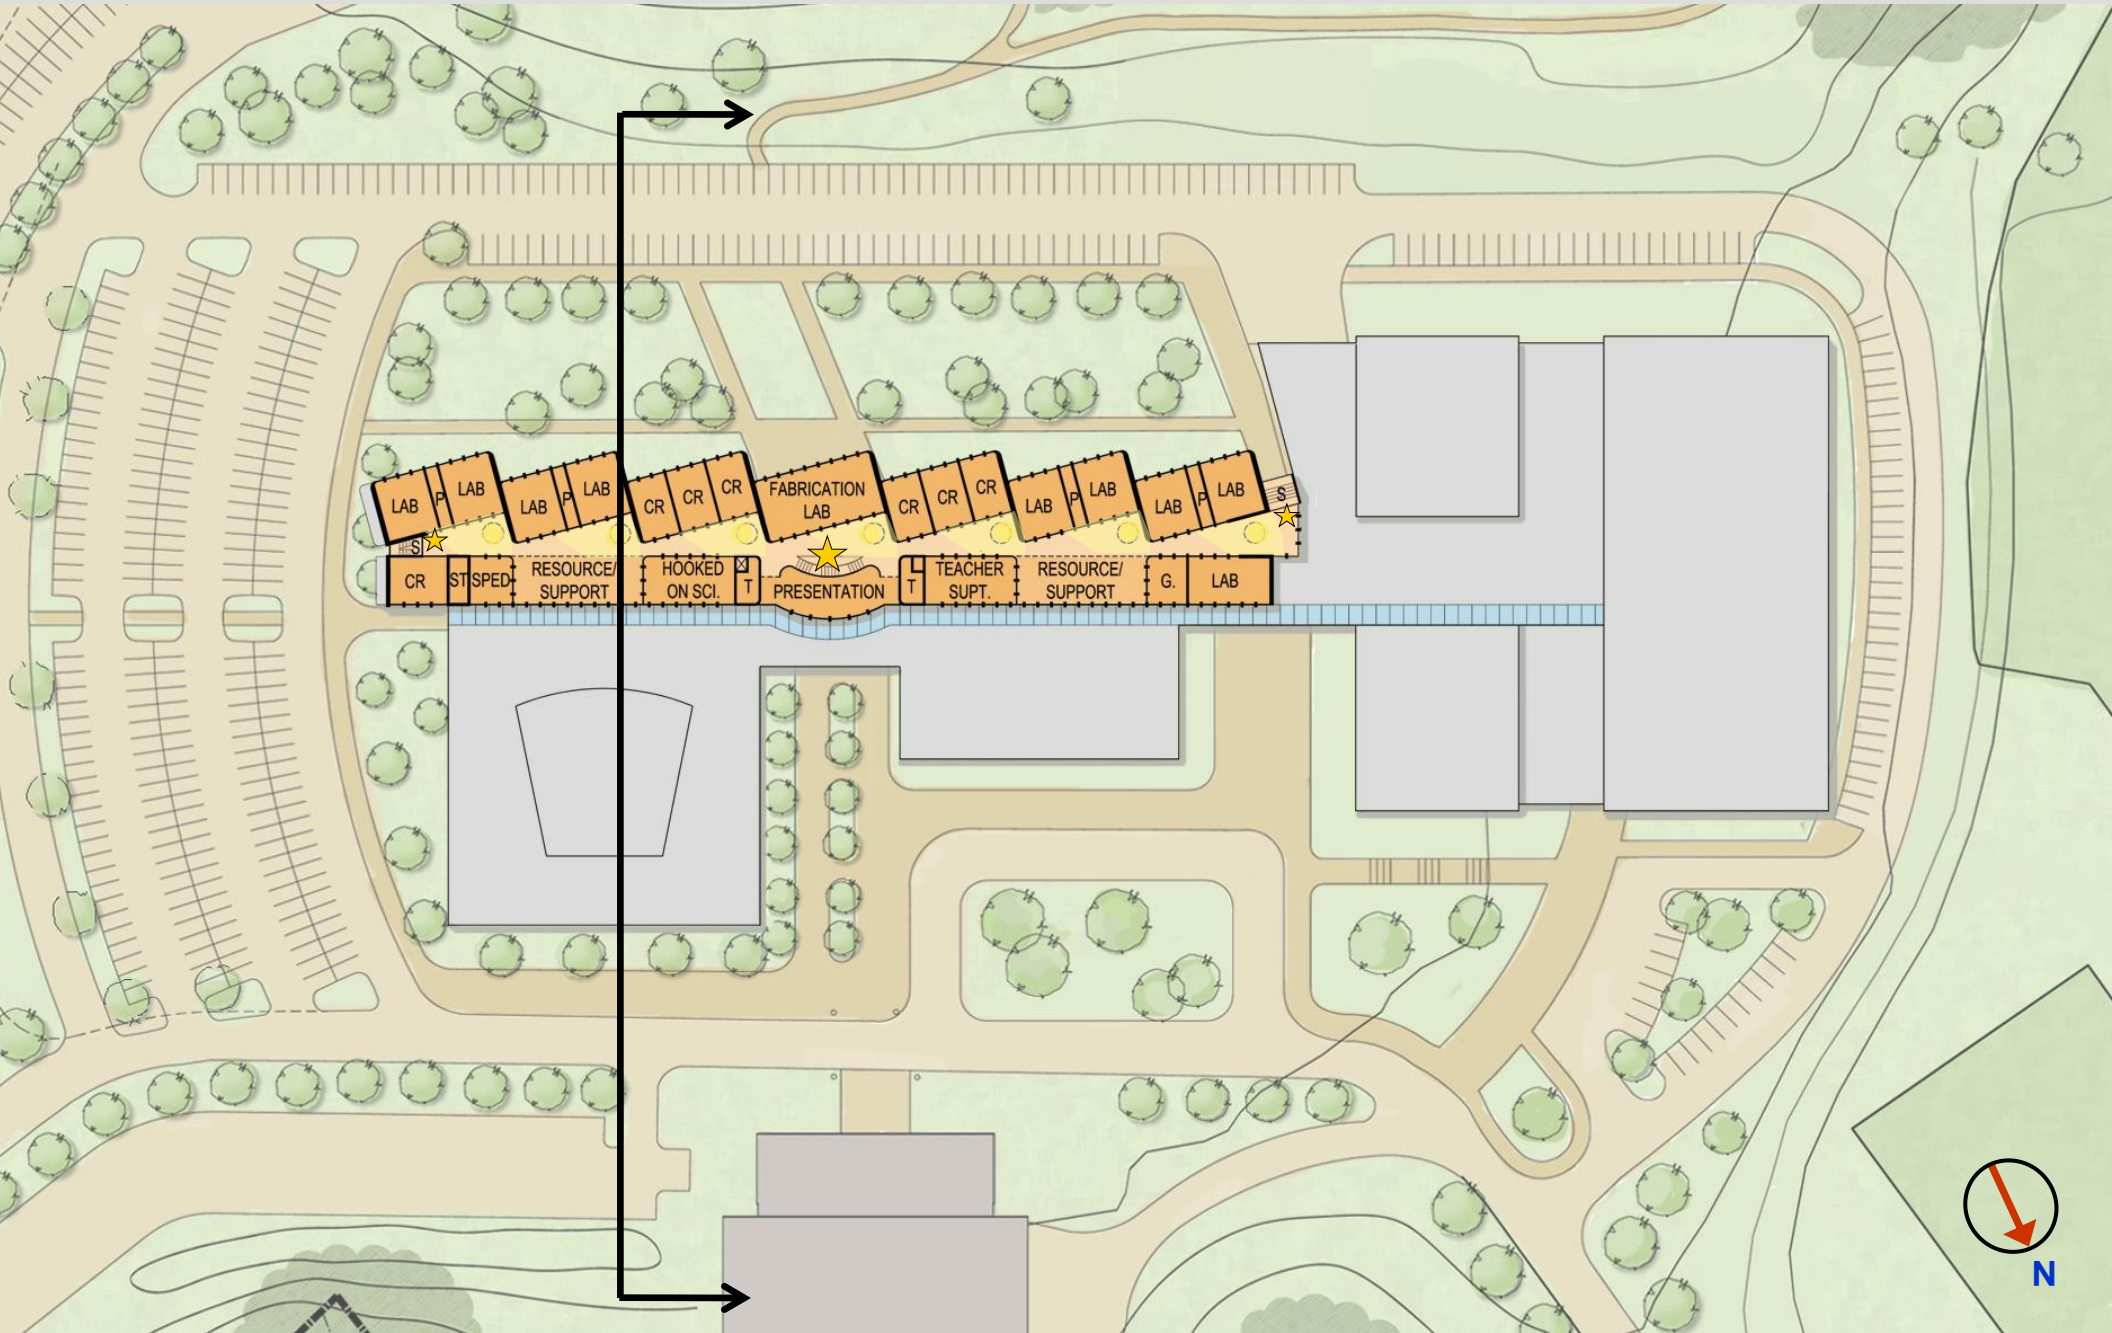 LAB
P
LAB
LAB
P
LAB
CR
CR
CR
FABRICATION
LAB
CR
CR
CR
LAB
P
LAB
LAB
P
LAB
S
S
CR
ST
SPED
RESOURCE/
SUPPORT
HOOKED
ON SCI.
T
PRESENTATION
T
TEACHER
SUPT.
RESOURCE/
SUPPORT
G.
LAB
N